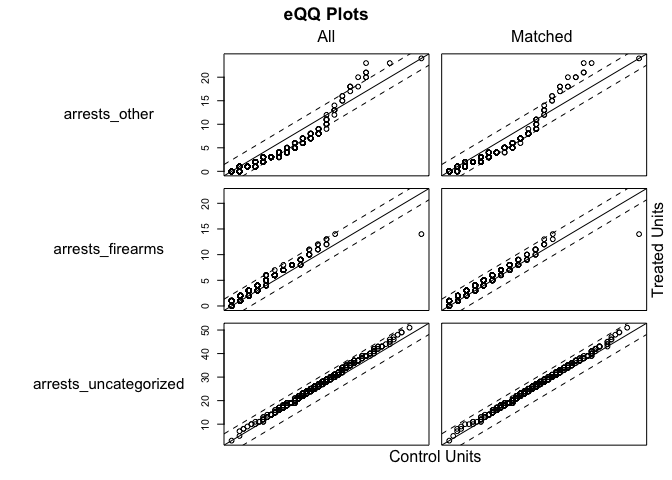 eQQ Plots
All Matched
arrests_other
20
15
10
5
0
arrests_firearms
20
15
10
5
0
Treated Units
arrests_uncategorized
50
40
30
20
10
Control Units